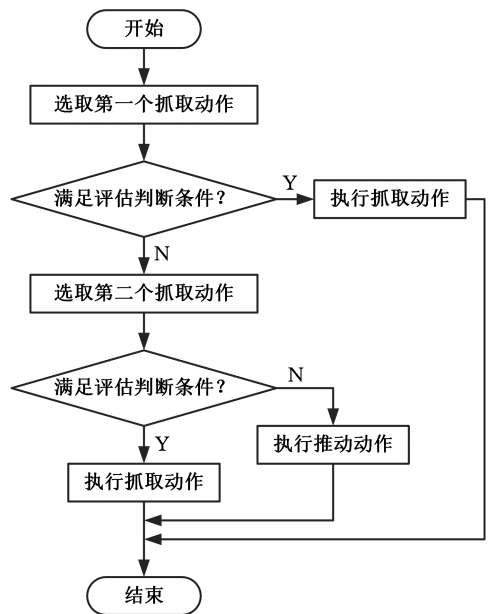 开始
选取第一个抓取动作
满足评估判断条件?
Y
执行抓取动作
N
选取第二个抓取动作
满足评估判断条件?
N
执行推动动作
Y
执行抓取动作
结束